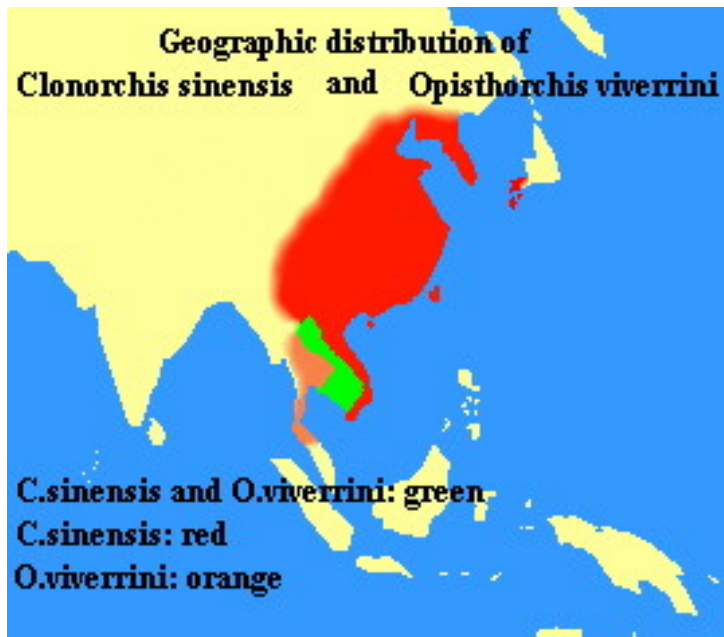 Geographic distribution of
Clonorchis sinensis and Opisthorchis viverrini
C.sinensis and O.viverrini: green
C.sinensis: red
O.viverrini: orange